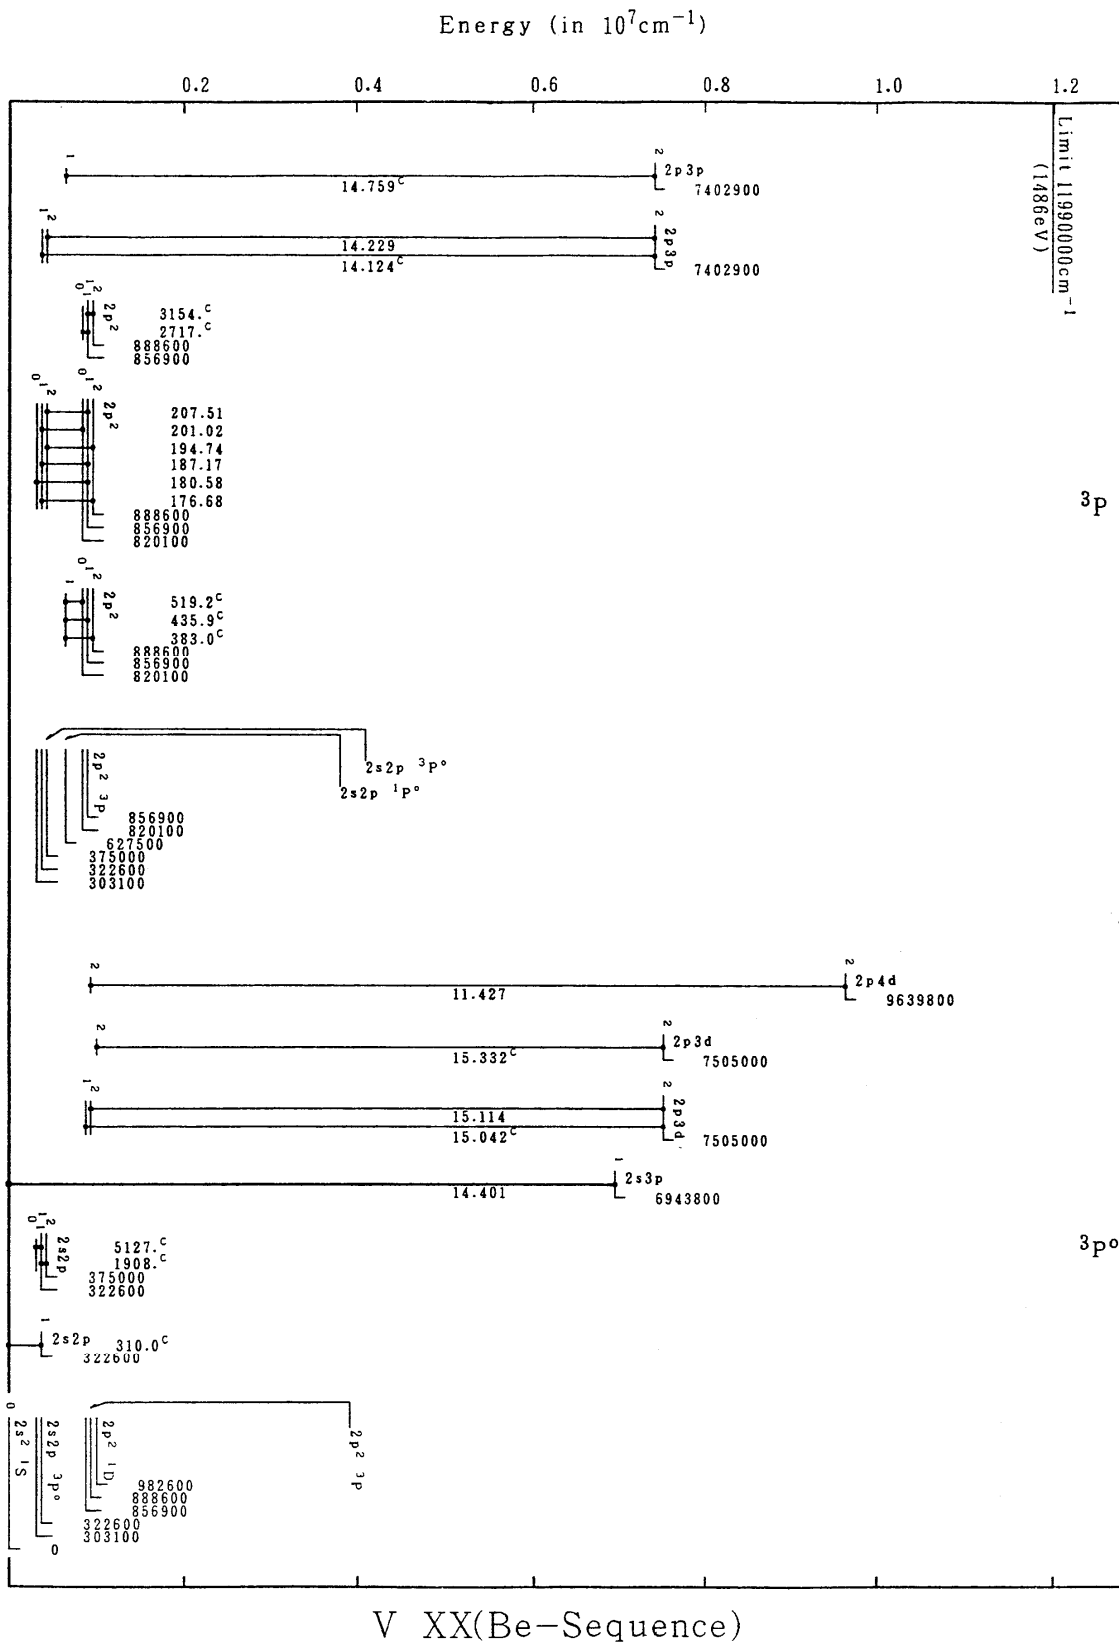 Energy (in 10⁷cm⁻¹)
0.2 0.4 0.6 0.8 1.0 1.2
Limit 11990000cm⁻¹
(1486eV)
1 2 2p3p
14.759ᶜ 7402900
1 2 2 2p3p
14.229
14.124ᶜ 7402900
0 1 2 2p² 3154.ᶜ
2717.ᶜ
888600
856900
0 1 2 0 1 2 2p² 207.51
201.02
194.74
187.17
180.58
176.68
888600
856900
820100
³P
1 0 1 2 2p² 519.2ᶜ
435.9ᶜ
383.0ᶜ
888600
856900
820100
2s2p ³P°
2s2p ¹P°
2p² ³P
856900
820100
627500
375000
322600
303100
2 2 2p4d
11.427 9639800
2 2 2p3d
15.332ᶜ 7505000
1 2 2 2p3d
15.114
15.042ᶜ 7505000
1 2s3p
14.401 6943800
0 1 2 2s2p 5127.ᶜ
1908.ᶜ
375000
322600
³P°
1 2s2p 310.0ᶜ
322600
0 2s² ¹S 2s2p ³P° 2p² ¹D 2p² ³P
982600
888600
856900
322600
303100
0
V XX(Be-Sequence)